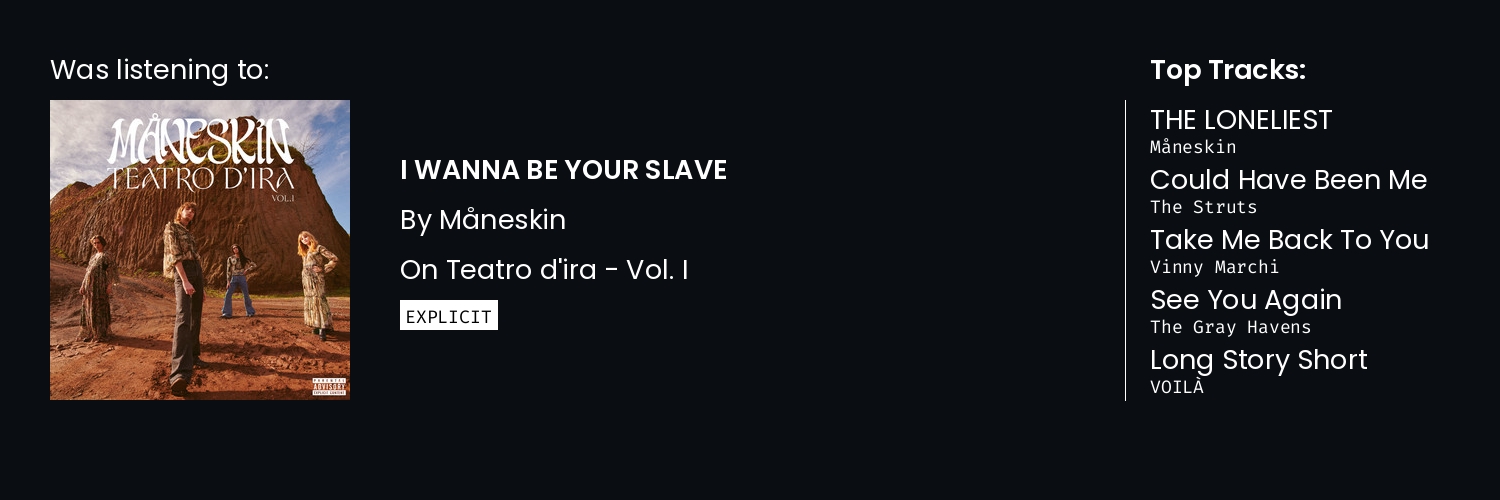 Was listening to:
MÅNESKIN
TEATRO D'IRA
VOL.I
PARENTAL
ADVISORY
EXPLICIT CONTENT
I WANNA BE YOUR SLAVE
By Måneskin
On Teatro d'ira - Vol. I
EXPLICIT
Top Tracks:
THE LONELIEST
Måneskin
Could Have Been Me
The Struts
Take Me Back To You
Vinny Marchi
See You Again
The Gray Havens
Long Story Short
VOILÀ